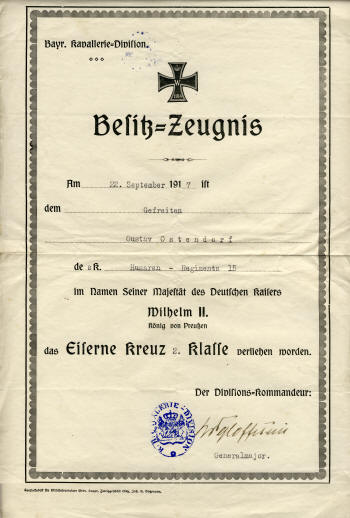 Bayr. Kavallerie=Division.
Besitz=Zeugnis
Am 22. September 1917 ist
dem Gefreiten
Gustav Ostendorf
de s K. Husaren - Regiments 15
im Namen Seiner Majestät des Deutschen Kaisers
Wilhelm II.
König von Preußen
das Eiserne Kreuz 2. Klasse verliehen worden.
Der Divisions-Kommandeur:
KAVALLERIE-DIVISION
Generalmajor.